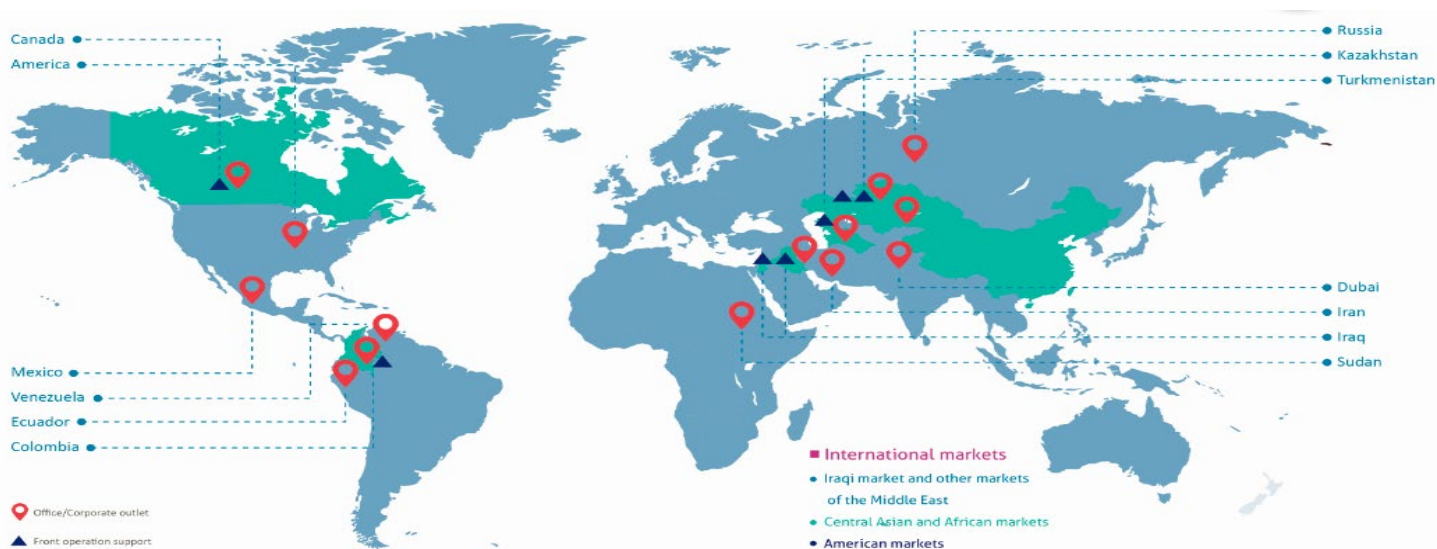 Canada
America
Russia
Kazakhstan
Turkmenistan
Mexico
Venezuela
Ecuador
Colombia
Dubai
Iran
Iraq
Sudan
Office/Corporate outlet
Front operation support
International markets
Iraqi market and other markets
of the Middle East
Central Asian and African markets
American markets